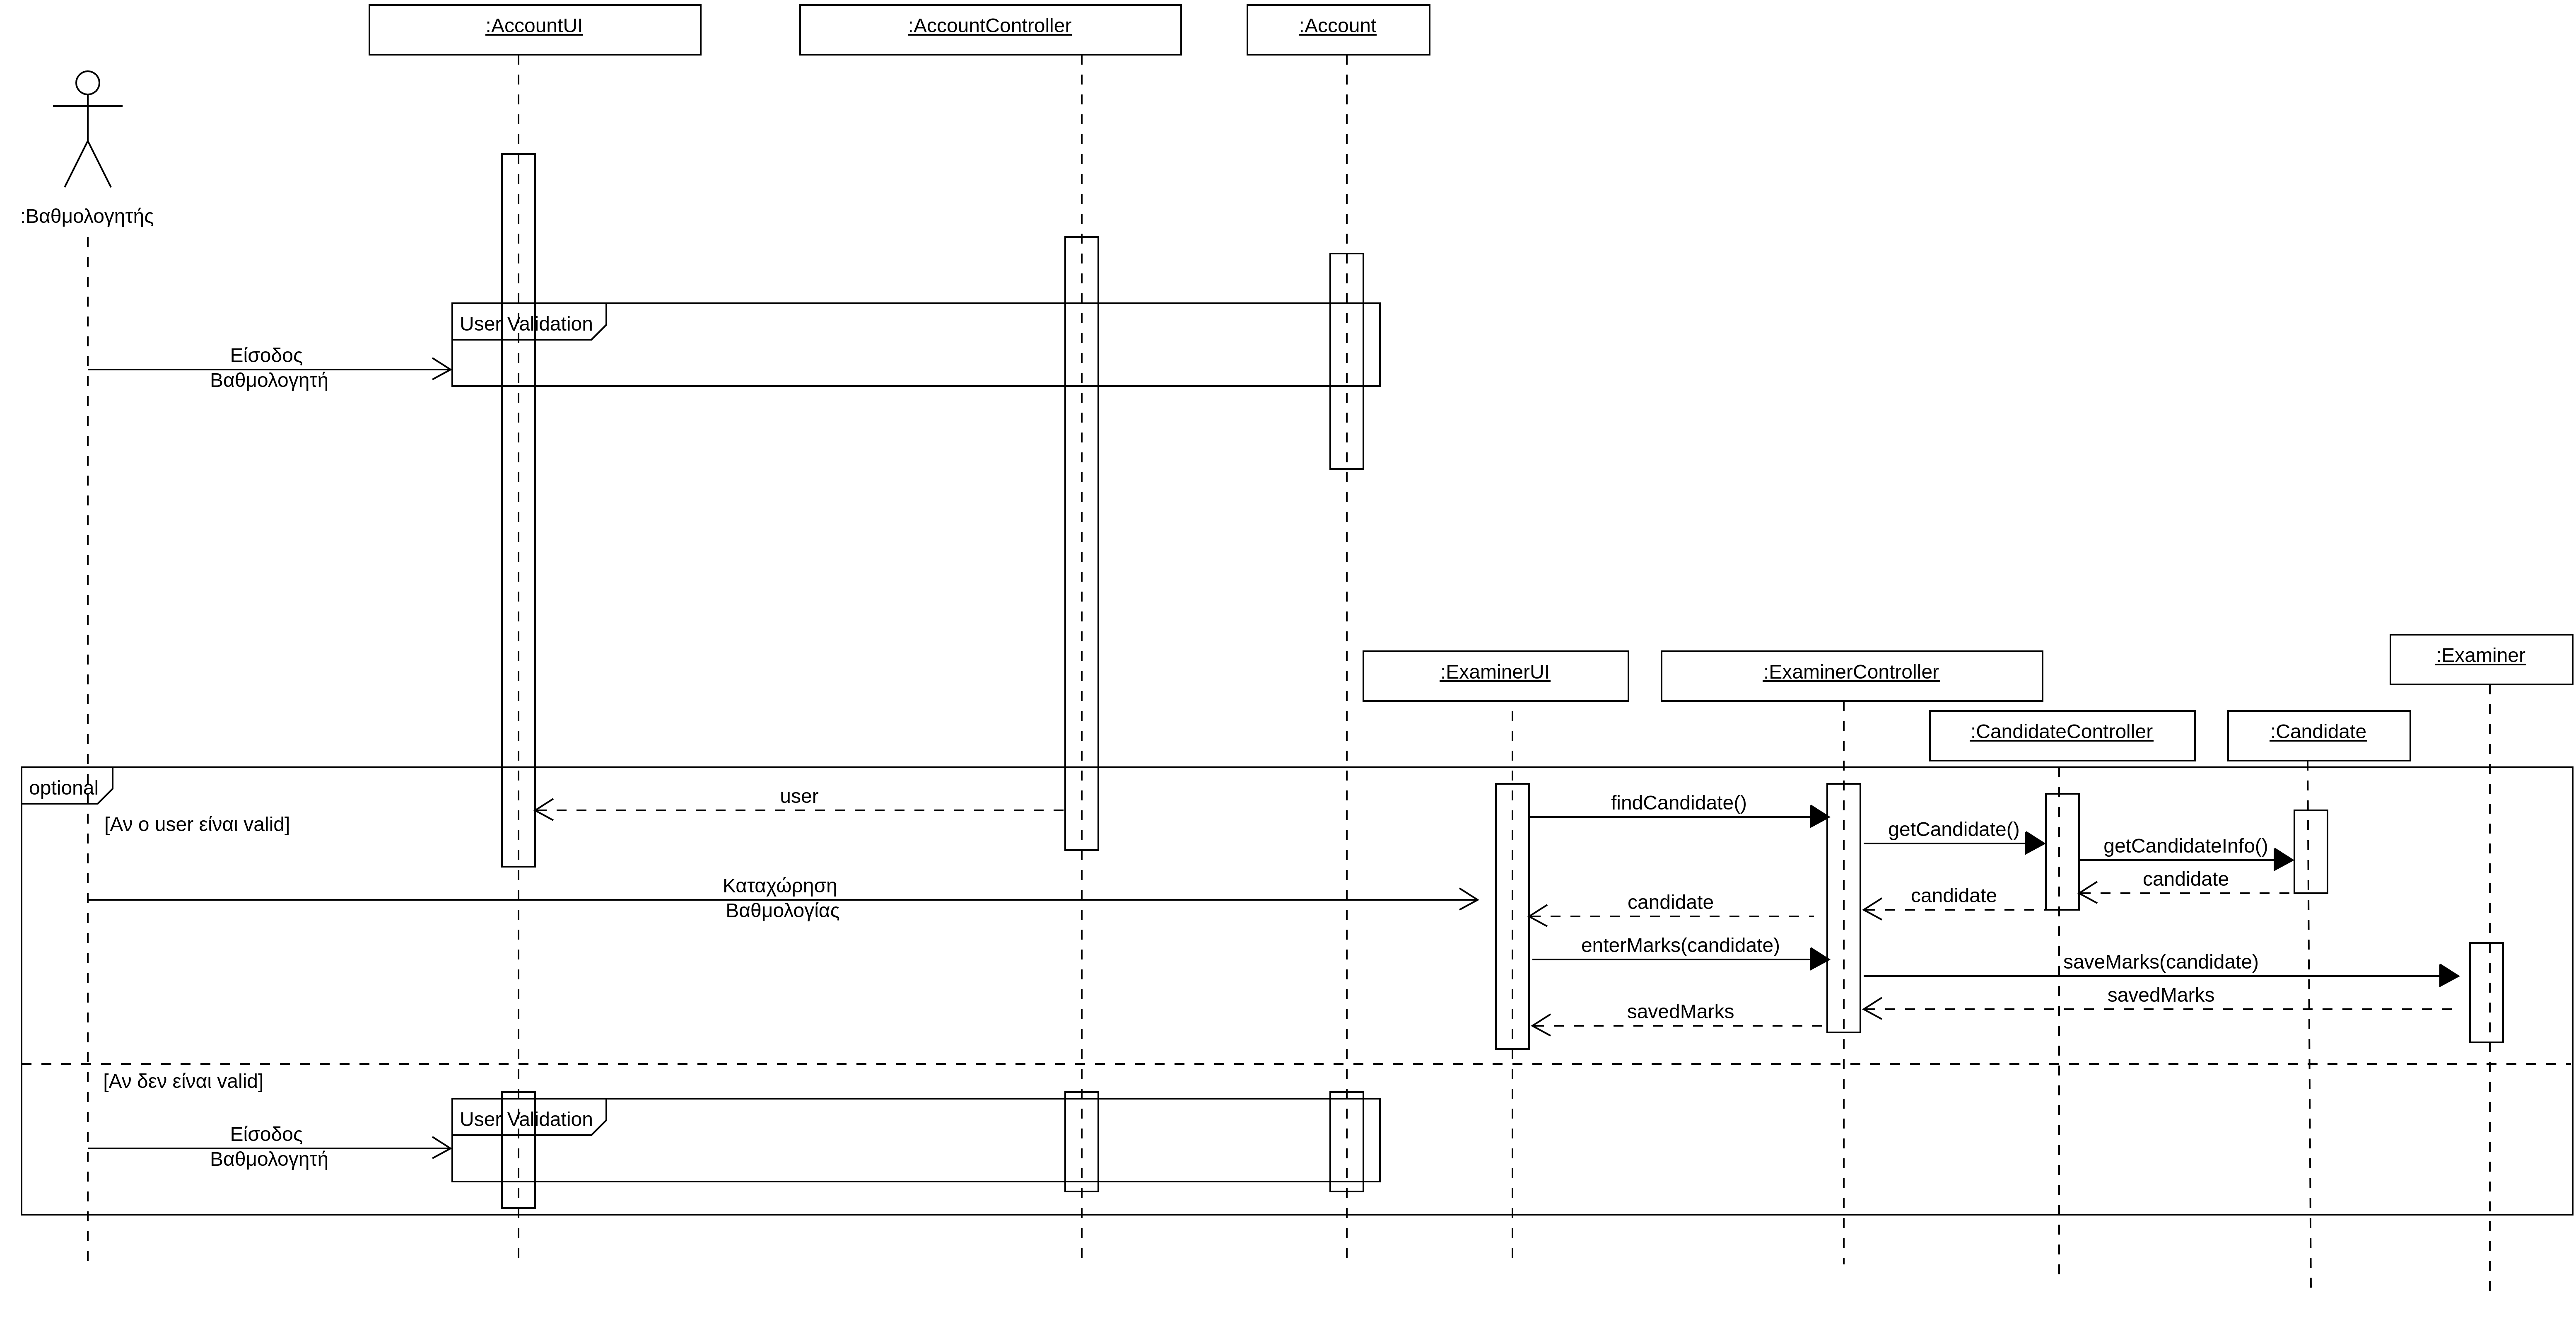 :AccountUI
:AccountController
:Account
:Βαθμολογητής
User Validation
Είσοδος
Βαθμολογητή
:Examiner
:ExaminerUI
:ExaminerController
:CandidateController
:Candidate
optional
[Αν ο user είναι valid]
user
findCandidate()
getCandidate()
getCandidateInfo()
candidate
Καταχώρηση
Βαθμολογίας
candidate
candidate
enterMarks(candidate)
saveMarks(candidate)
savedMarks
savedMarks
[Αν δεν είναι valid]
User Validation
Είσοδος
Βαθμολογητή